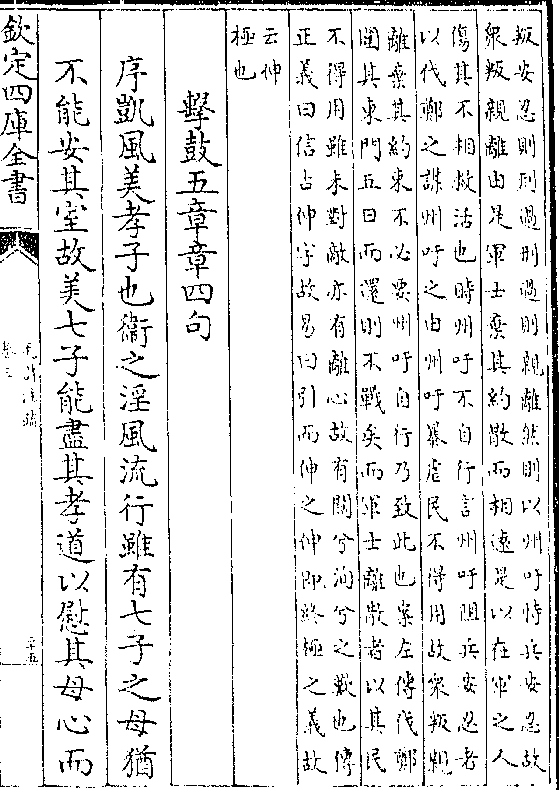 叛安忍則刑過刑過則親離然則以州吁恃兵安忍故
衆叛親離由是軍士棄其約散而相遠是以在軍之人
傷其不相救活也時州吁不自行言州吁阻兵安忍者
以伐鄭之謀州吁之由州吁暴虐民不得用故衆叛親
離棄其約束不必要州吁自行乃致此也案左傳伐鄭
圍其東門五日而還則不戰矣而軍士離散者以其民
不得用雖未對敵亦有離心故有闊兮洵兮之歎也傳
正義曰信古伸字故易曰引而伸之伸即終極之義故
云伸
極也
擊鼓五章章四句
序凱風美孝子也衞之淫風流行雖有七子之母猶
不能安其室故美七子能盡其孝道以慰其母心而
欽定四庫全書
毛詩注疏
卷三
三十五